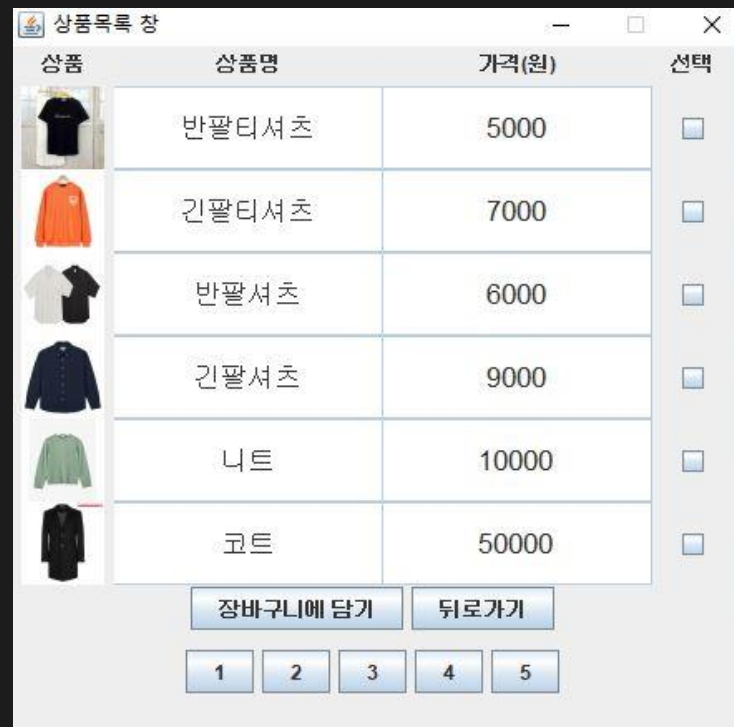 상품목록 창
상품 상품명 가격(원) 선택
반팔티셔츠 5000
긴팔티셔츠 7000
반팔셔츠 6000
긴팔셔츠 9000
니트 10000
코트 50000
장바구니에 담기 뒤로가기
1 2 3 4 5